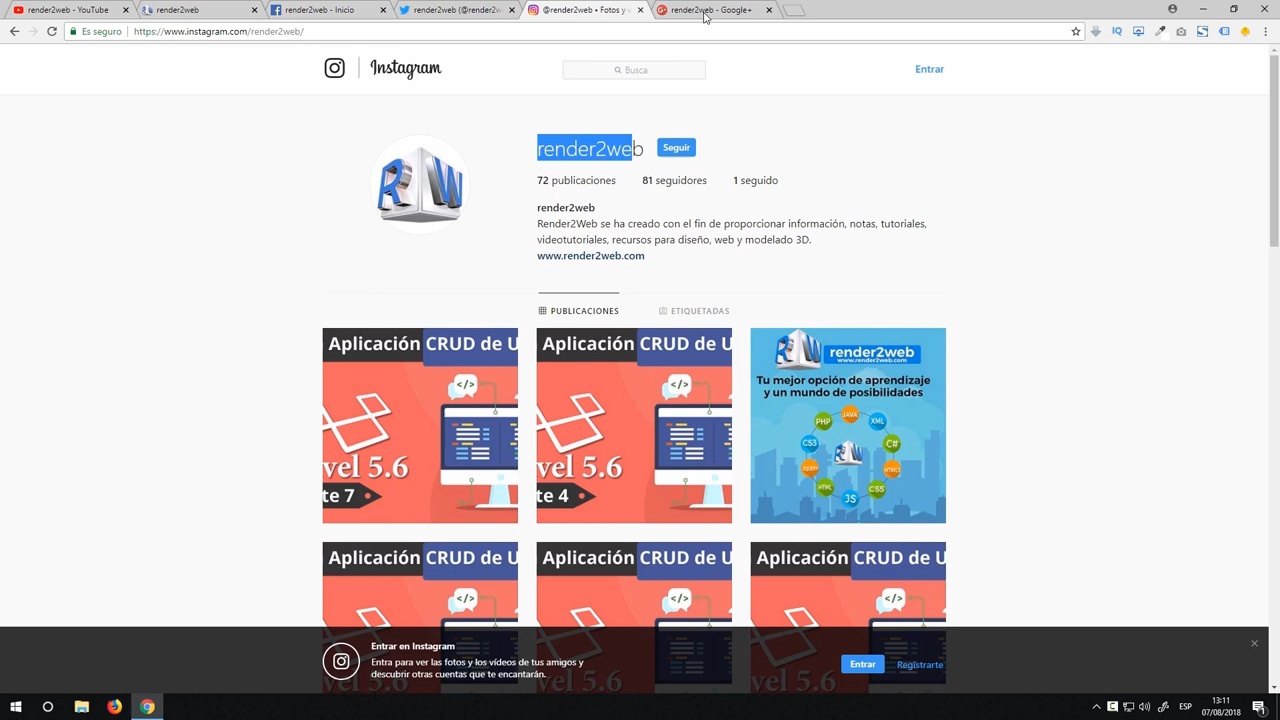 render2web - YouTube
render2web
render2web - Inicio
render2web (@render2w
@render2web • Fotos y v
render2web - Google+
Es seguro
https://www.instagram.com/render2web/
Instagram
Busca
Entrar
render2web
Seguir
72 publicaciones
81 seguidores
1 seguido
render2web
Render2Web se ha creado con el fin de proporcionar información, notas, tutoriales,
videotutoriales, recursos para diseño, web y modelado 3D.
www.render2web.com
PUBLICACIONES
ETIQUETADAS
Aplicación CRUD de U
</>
vel 5.6
te 7
Aplicación CRUD de U
</>
vel 5.6
te 4
RW
render2web
www.render2web.com
Tu mejor opción de aprendizaje
y un mundo de posibilidades
JAVA
PHP
XML
CS3
C#
HTML
CSS
JS
Aplicación CRUD de U
</>
Aplicación CRUD de U
</>
Aplicación CRUD de U
</>
Entrar en Instagram
Entra para ver las fotos y los vídeos de tus amigos y
descubrir otras cuentas que te encantarán.
Entrar
Regístrarte
ESP
13:11
07/08/2018